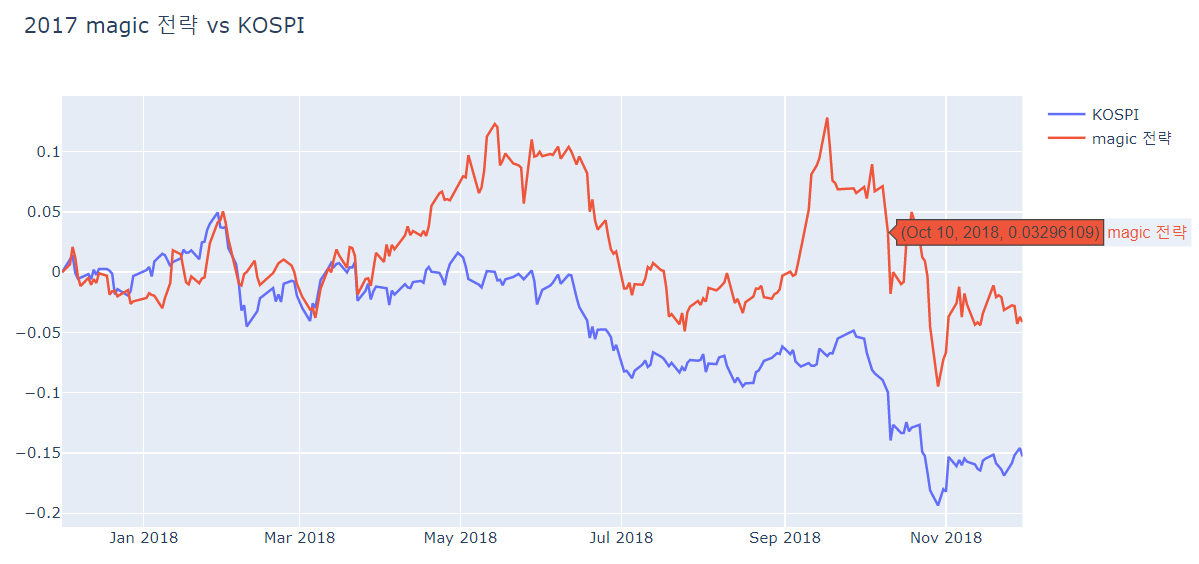 2017 magic 전략 vs KOSPI
KOSPI
magic 전략
0.1
0.05
(Oct 10, 2018, 0.03296109) magic 전략
0
−0.05
−0.1
−0.15
−0.2
Jan 2018 Mar 2018 May 2018 Jul 2018 Sep 2018 Nov 2018